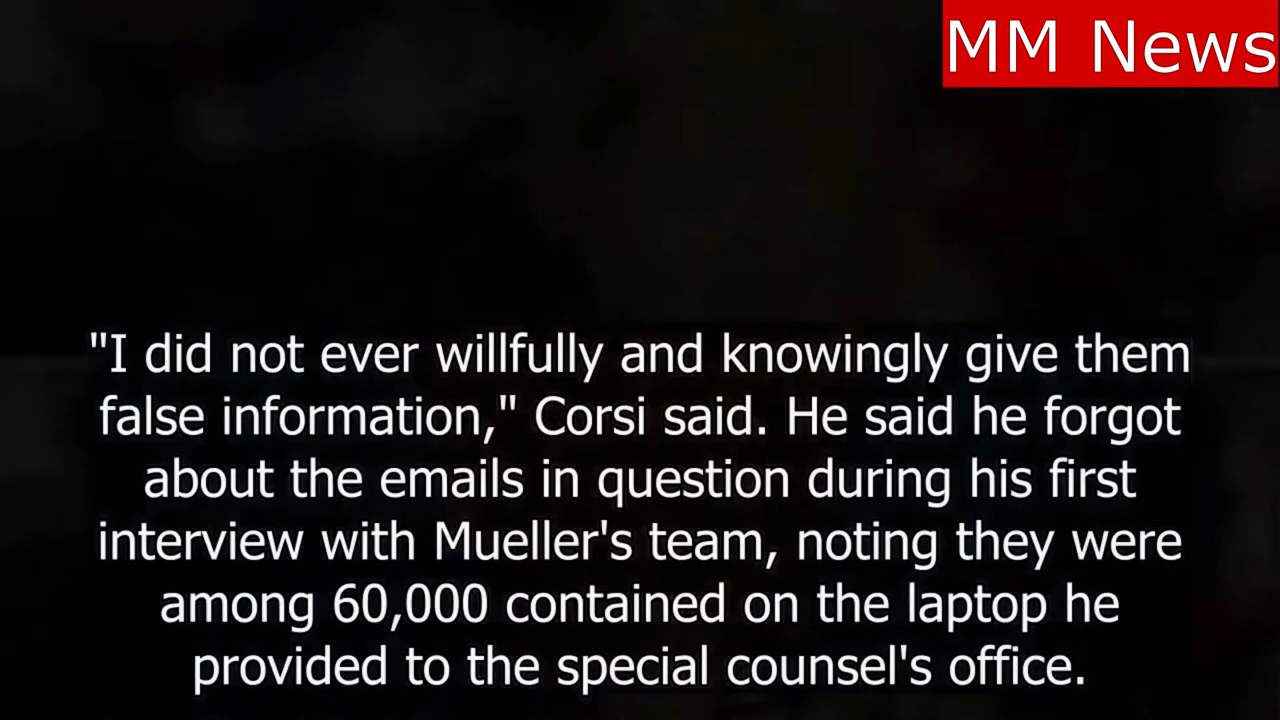 MM News
"I did not ever willfully and knowingly give them
false information," Corsi said. He said he forgot
about the emails in question during his first
interview with Mueller's team, noting they were
among 60,000 contained on the laptop he
provided to the special counsel's office.